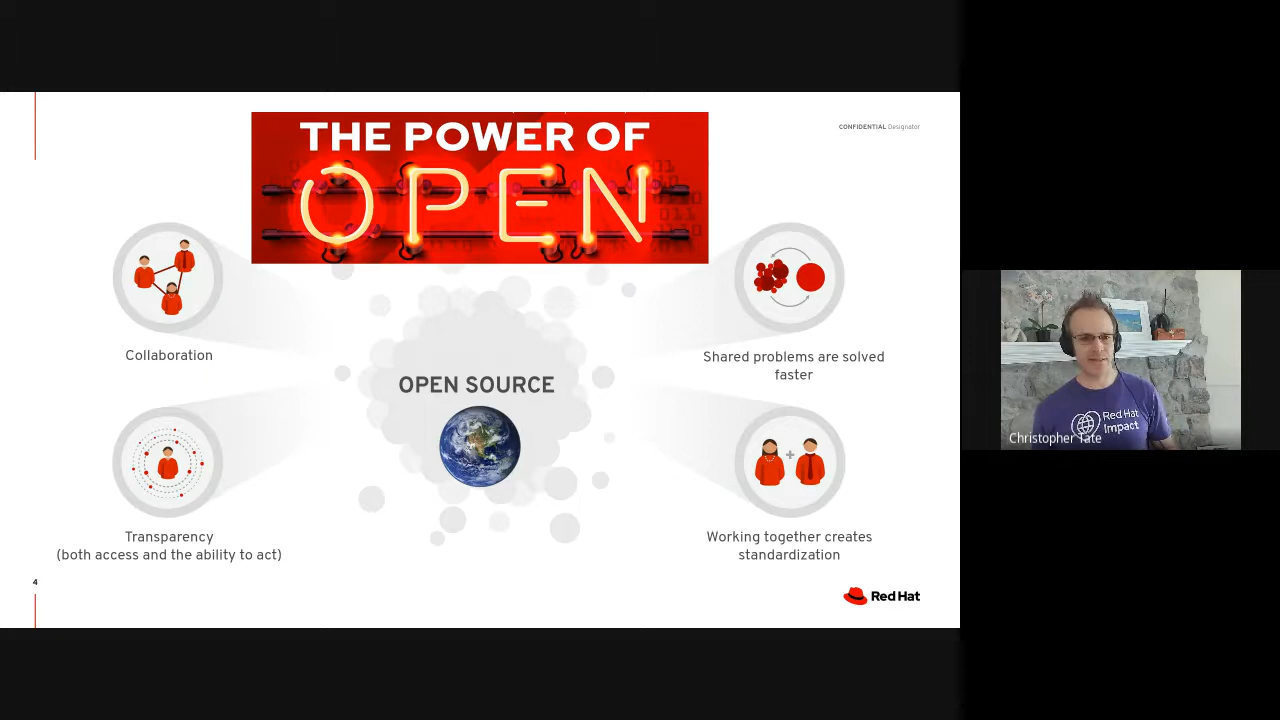 THE POWER OF
OPEN
CONFIDENTIAL Designator
Collaboration
Shared problems are solved
faster
OPEN SOURCE
Transparency
(both access and the ability to act)
Working together creates
standardization
4
Red Hat
Red Hat
Impact
Christopher Tate